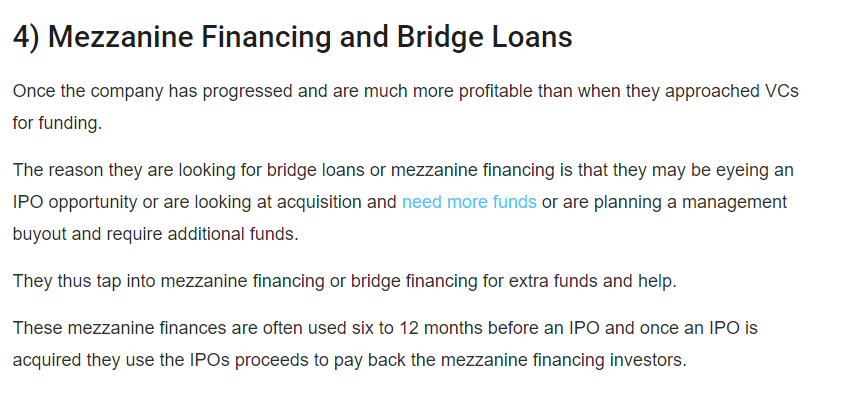 4) Mezzanine Financing and Bridge Loans
Once the company has progressed and are much more profitable than when they approached VCs
for funding.
The reason they are looking for bridge loans or mezzanine financing is that they may be eyeing an
IPO opportunity or are looking at acquisition and need more funds or are planning a management
buyout and require additional funds.
They thus tap into mezzanine financing or bridge financing for extra funds and help.
These mezzanine finances are often used six to 12 months before an IPO and once an IPO is
acquired they use the IPOs proceeds to pay back the mezzanine financing investors.